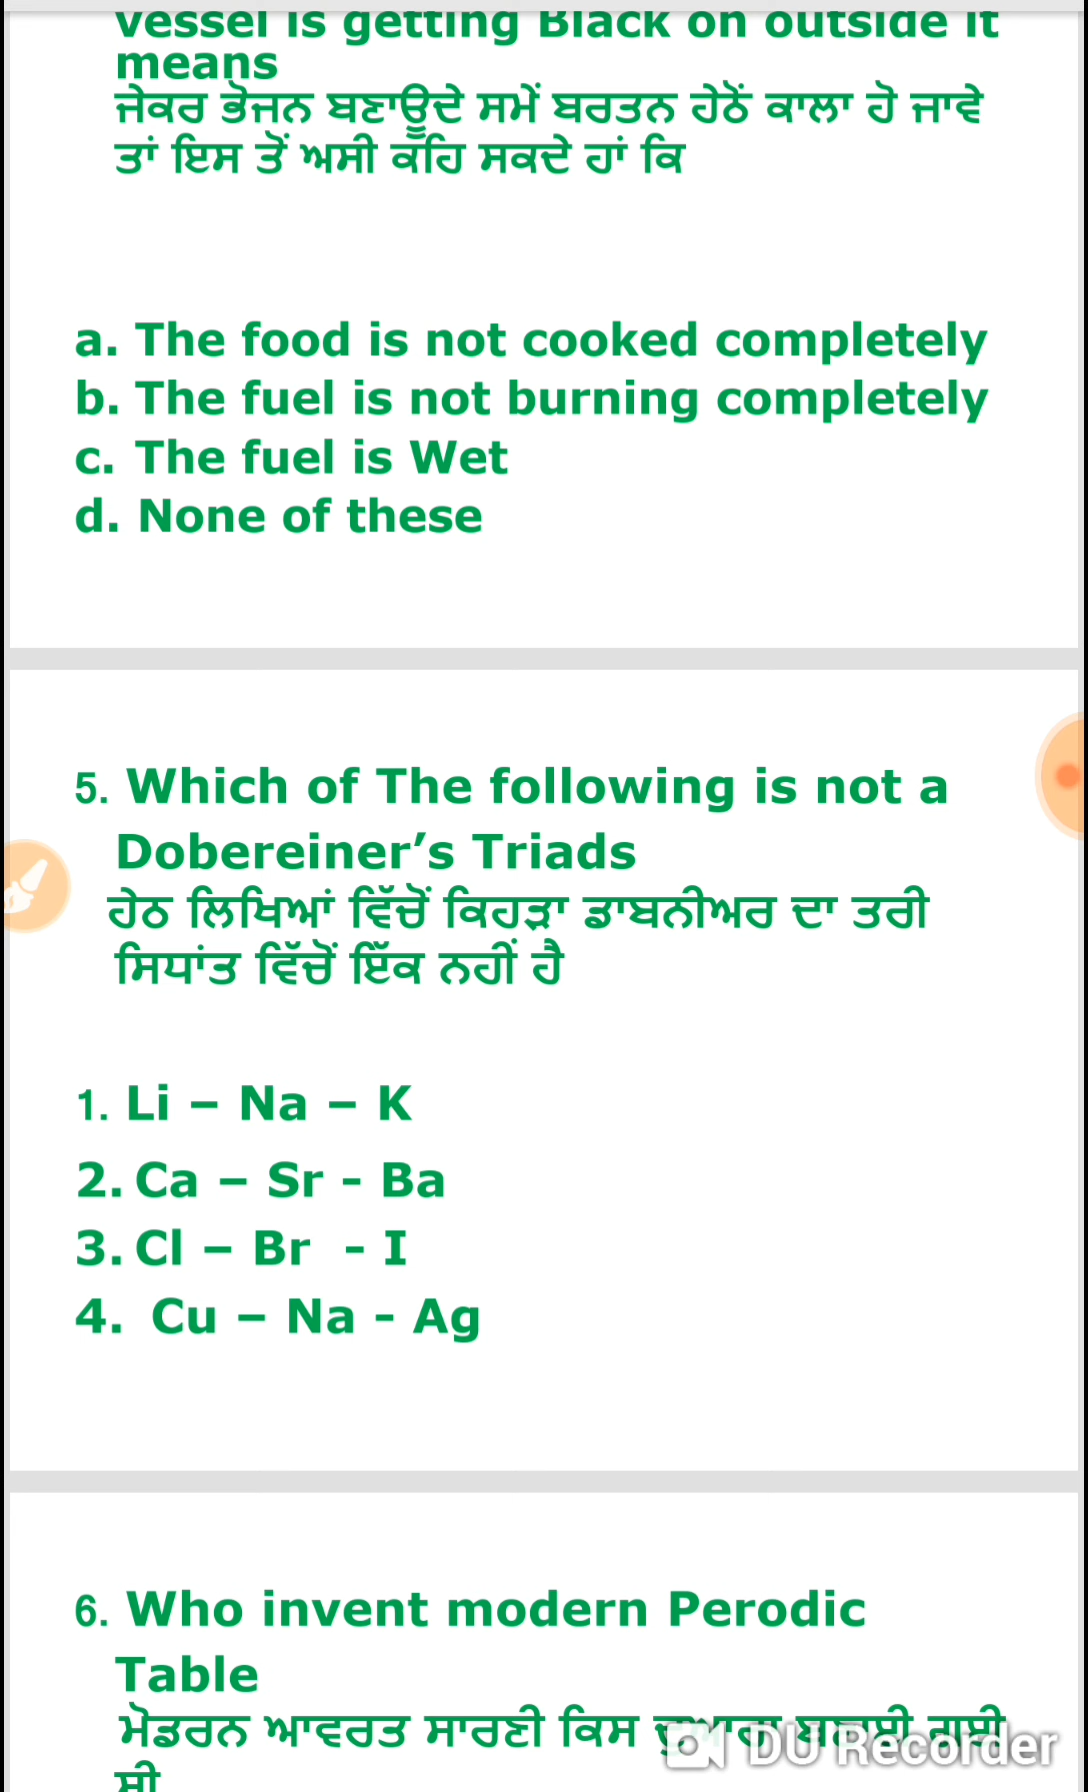 vessel is getting Black on outside it
means
ਜੇਕਰ ਭੋਜਨ ਬਣਾਉਂਦੇ ਸਮੇਂ ਬਰਤਨ ਹੇਠੋਂ ਕਾਲਾ ਹੋ ਜਾਵੇ
ਤਾਂ ਇਸ ਤੋਂ ਅਸੀ ਕਹਿ ਸਕਦੇ ਹਾਂ ਕਿ
a. The food is not cooked completely
b. The fuel is not burning completely
c. The fuel is Wet
d. None of these
5. Which of The following is not a
Dobereiner’s Triads
ਹੇਠ ਲਿਖਿਆਂ ਵਿੱਚੋਂ ਕਿਹੜਾ ਡਾਬਨੀਅਰ ਦਾ ਤਰੀ
ਸਿਧਾਂਤ ਵਿੱਚੋਂ ਇੱਕ ਨਹੀਂ ਹੈ
1. Li – Na – K
2. Ca – Sr - Ba
3. Cl – Br - I
4. Cu – Na - Ag
6. Who invent modern Perodic
Table
ਮੋਡਰਨ ਆਵਰਤ ਸਾਰਣੀ ਕਿਸ ਦੁਆਰਾ ਬਣਾਈ ਗਈ
ਸੀ
DU Recorder